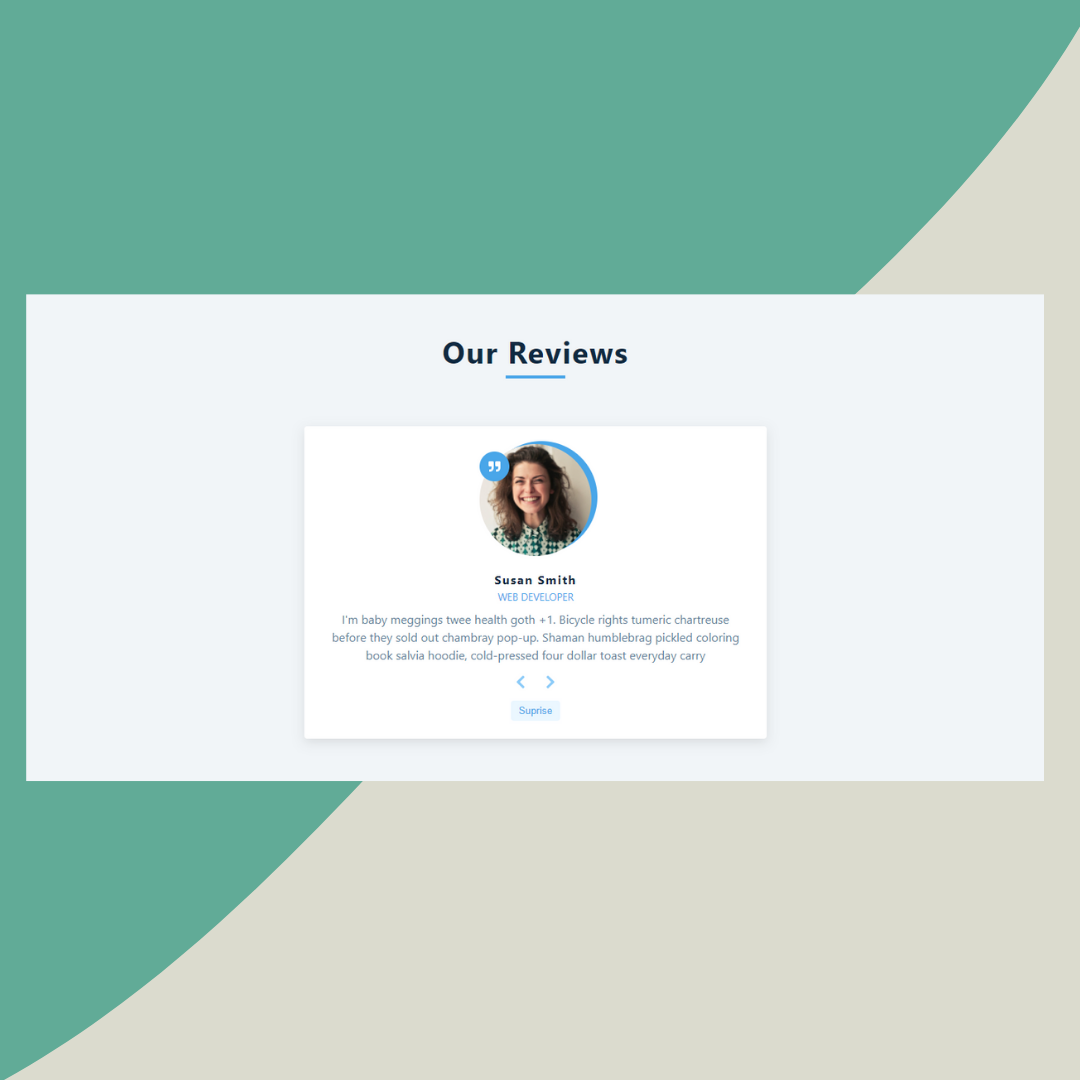 Our Reviews
Susan Smith
WEB DEVELOPER
I'm baby meggings twee health goth +1. Bicycle rights tumeric chartreuse
before they sold out chambray pop-up. Shaman humblebrag pickled coloring
book salvia hoodie, cold-pressed four dollar toast everyday carry
Suprise